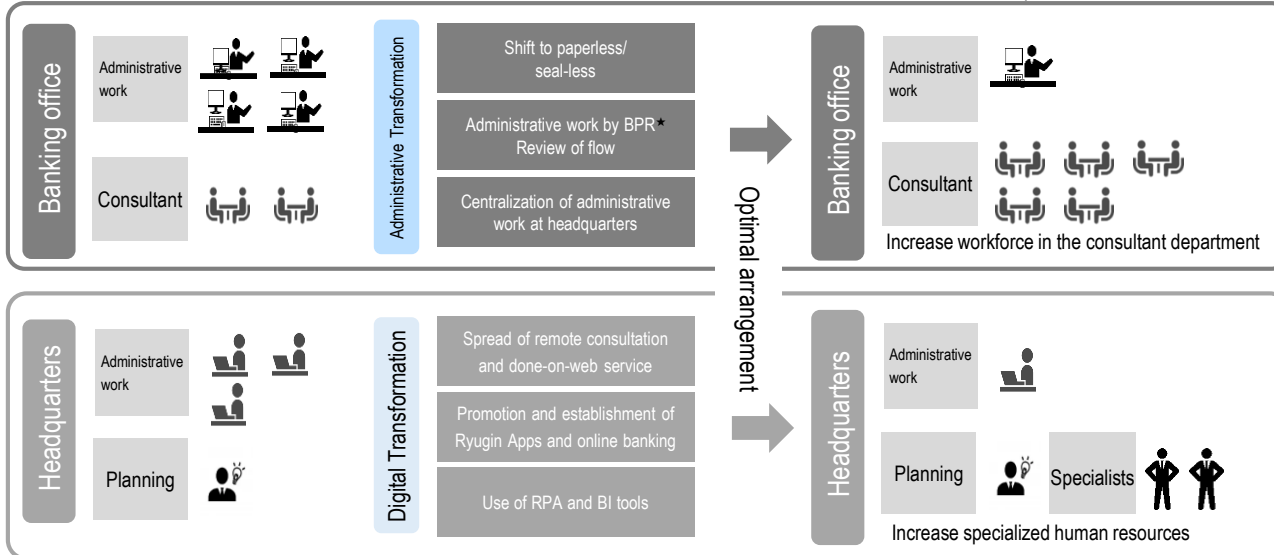 Banking office
Administrative
work
Consultant
Administrative Transformation
Shift to paperless/
seal-less
Administrative work by BPR★
Review of flow
Centralization of administrative
work at headquarters
Optimal arrangement
Banking office
Administrative
work
Consultant
Increase workforce in the consultant department
Headquarters
Administrative
work
Planning
Digital Transformation
Spread of remote consultation
and done-on-web service
Promotion and establishment of
Ryugin Apps and online banking
Use of RPA and BI tools
Headquarters
Administrative
work
Planning
Specialists
Increase specialized human resources